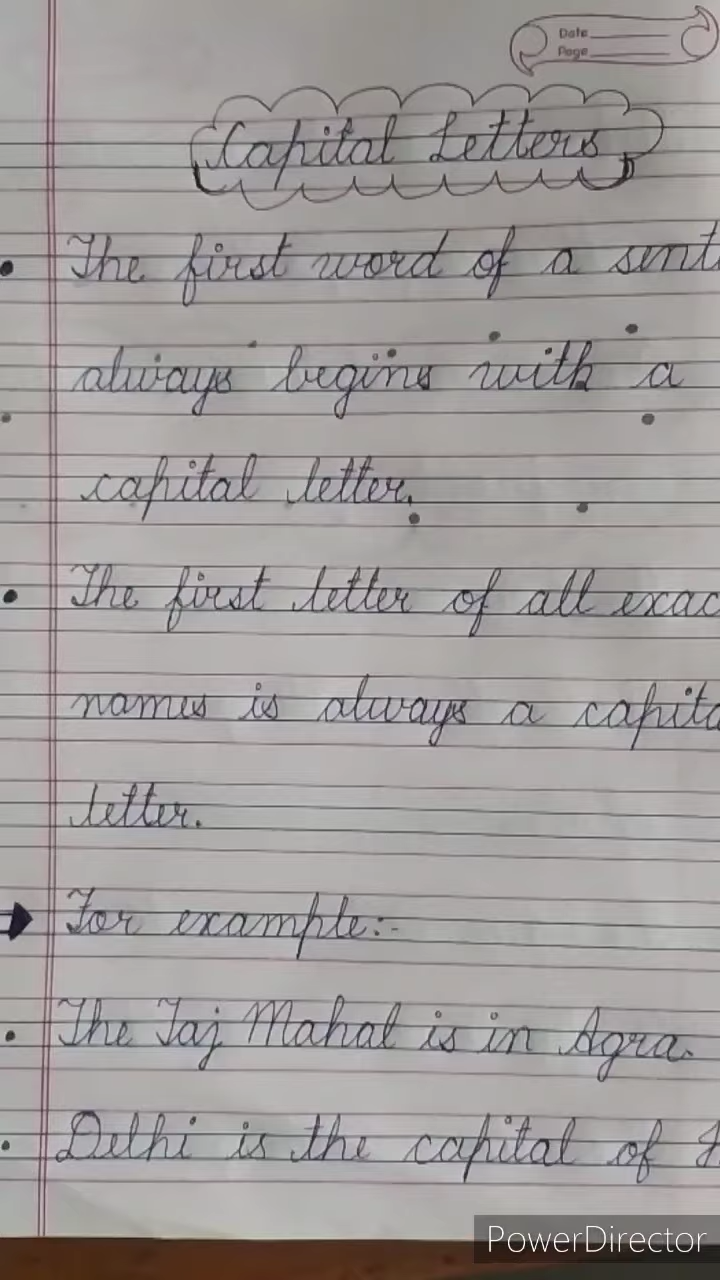 Date
Page
Capital Letters
• The first word of a sent
always begins with a
capital letter.
• The first letter of all exac
names is always a capita
letter.
→ For example:-
• The Taj Mahal is in Agra.
• Delhi is the capital of
PowerDirector